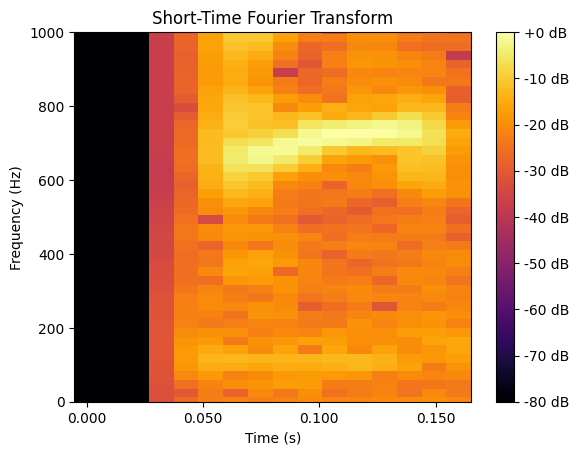 Short-Time Fourier Transform
1000
800
600
400
200
0
Frequency (Hz)
0.000
0.050
0.100
0.150
Time (s)
+0 dB
-10 dB
-20 dB
-30 dB
-40 dB
-50 dB
-60 dB
-70 dB
-80 dB